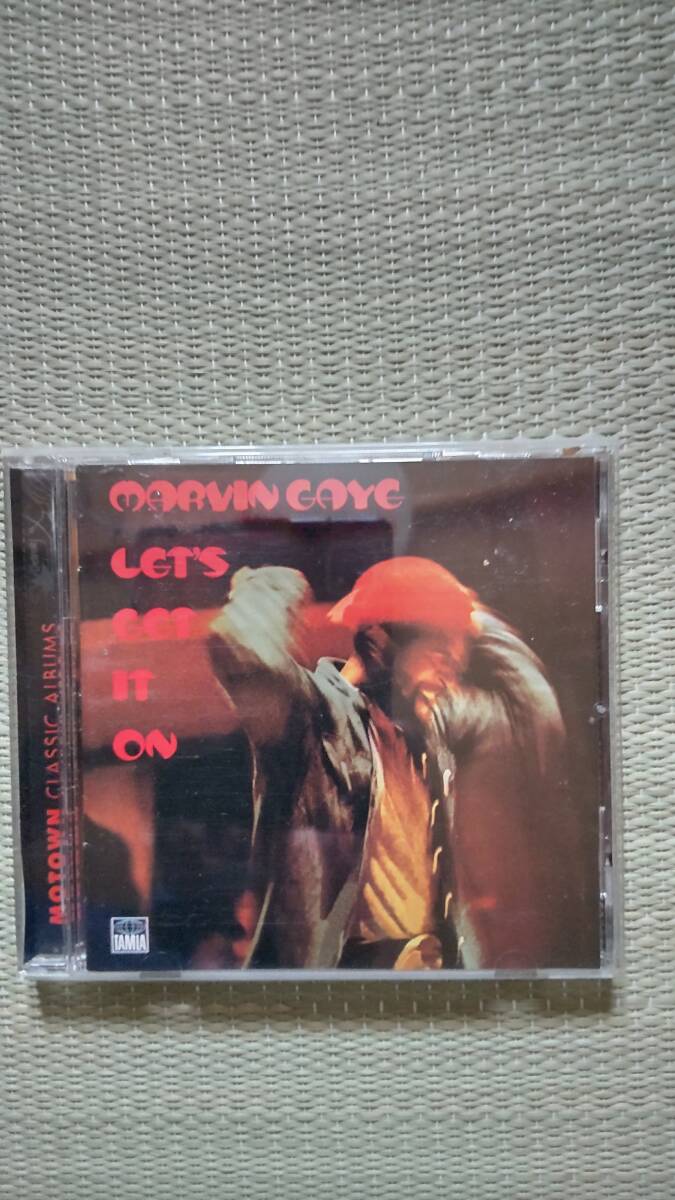 MARVIN GAYE
LET'S
GET
IT
ON
TAMLA
MOTOWN CLASSIC ALBUMS